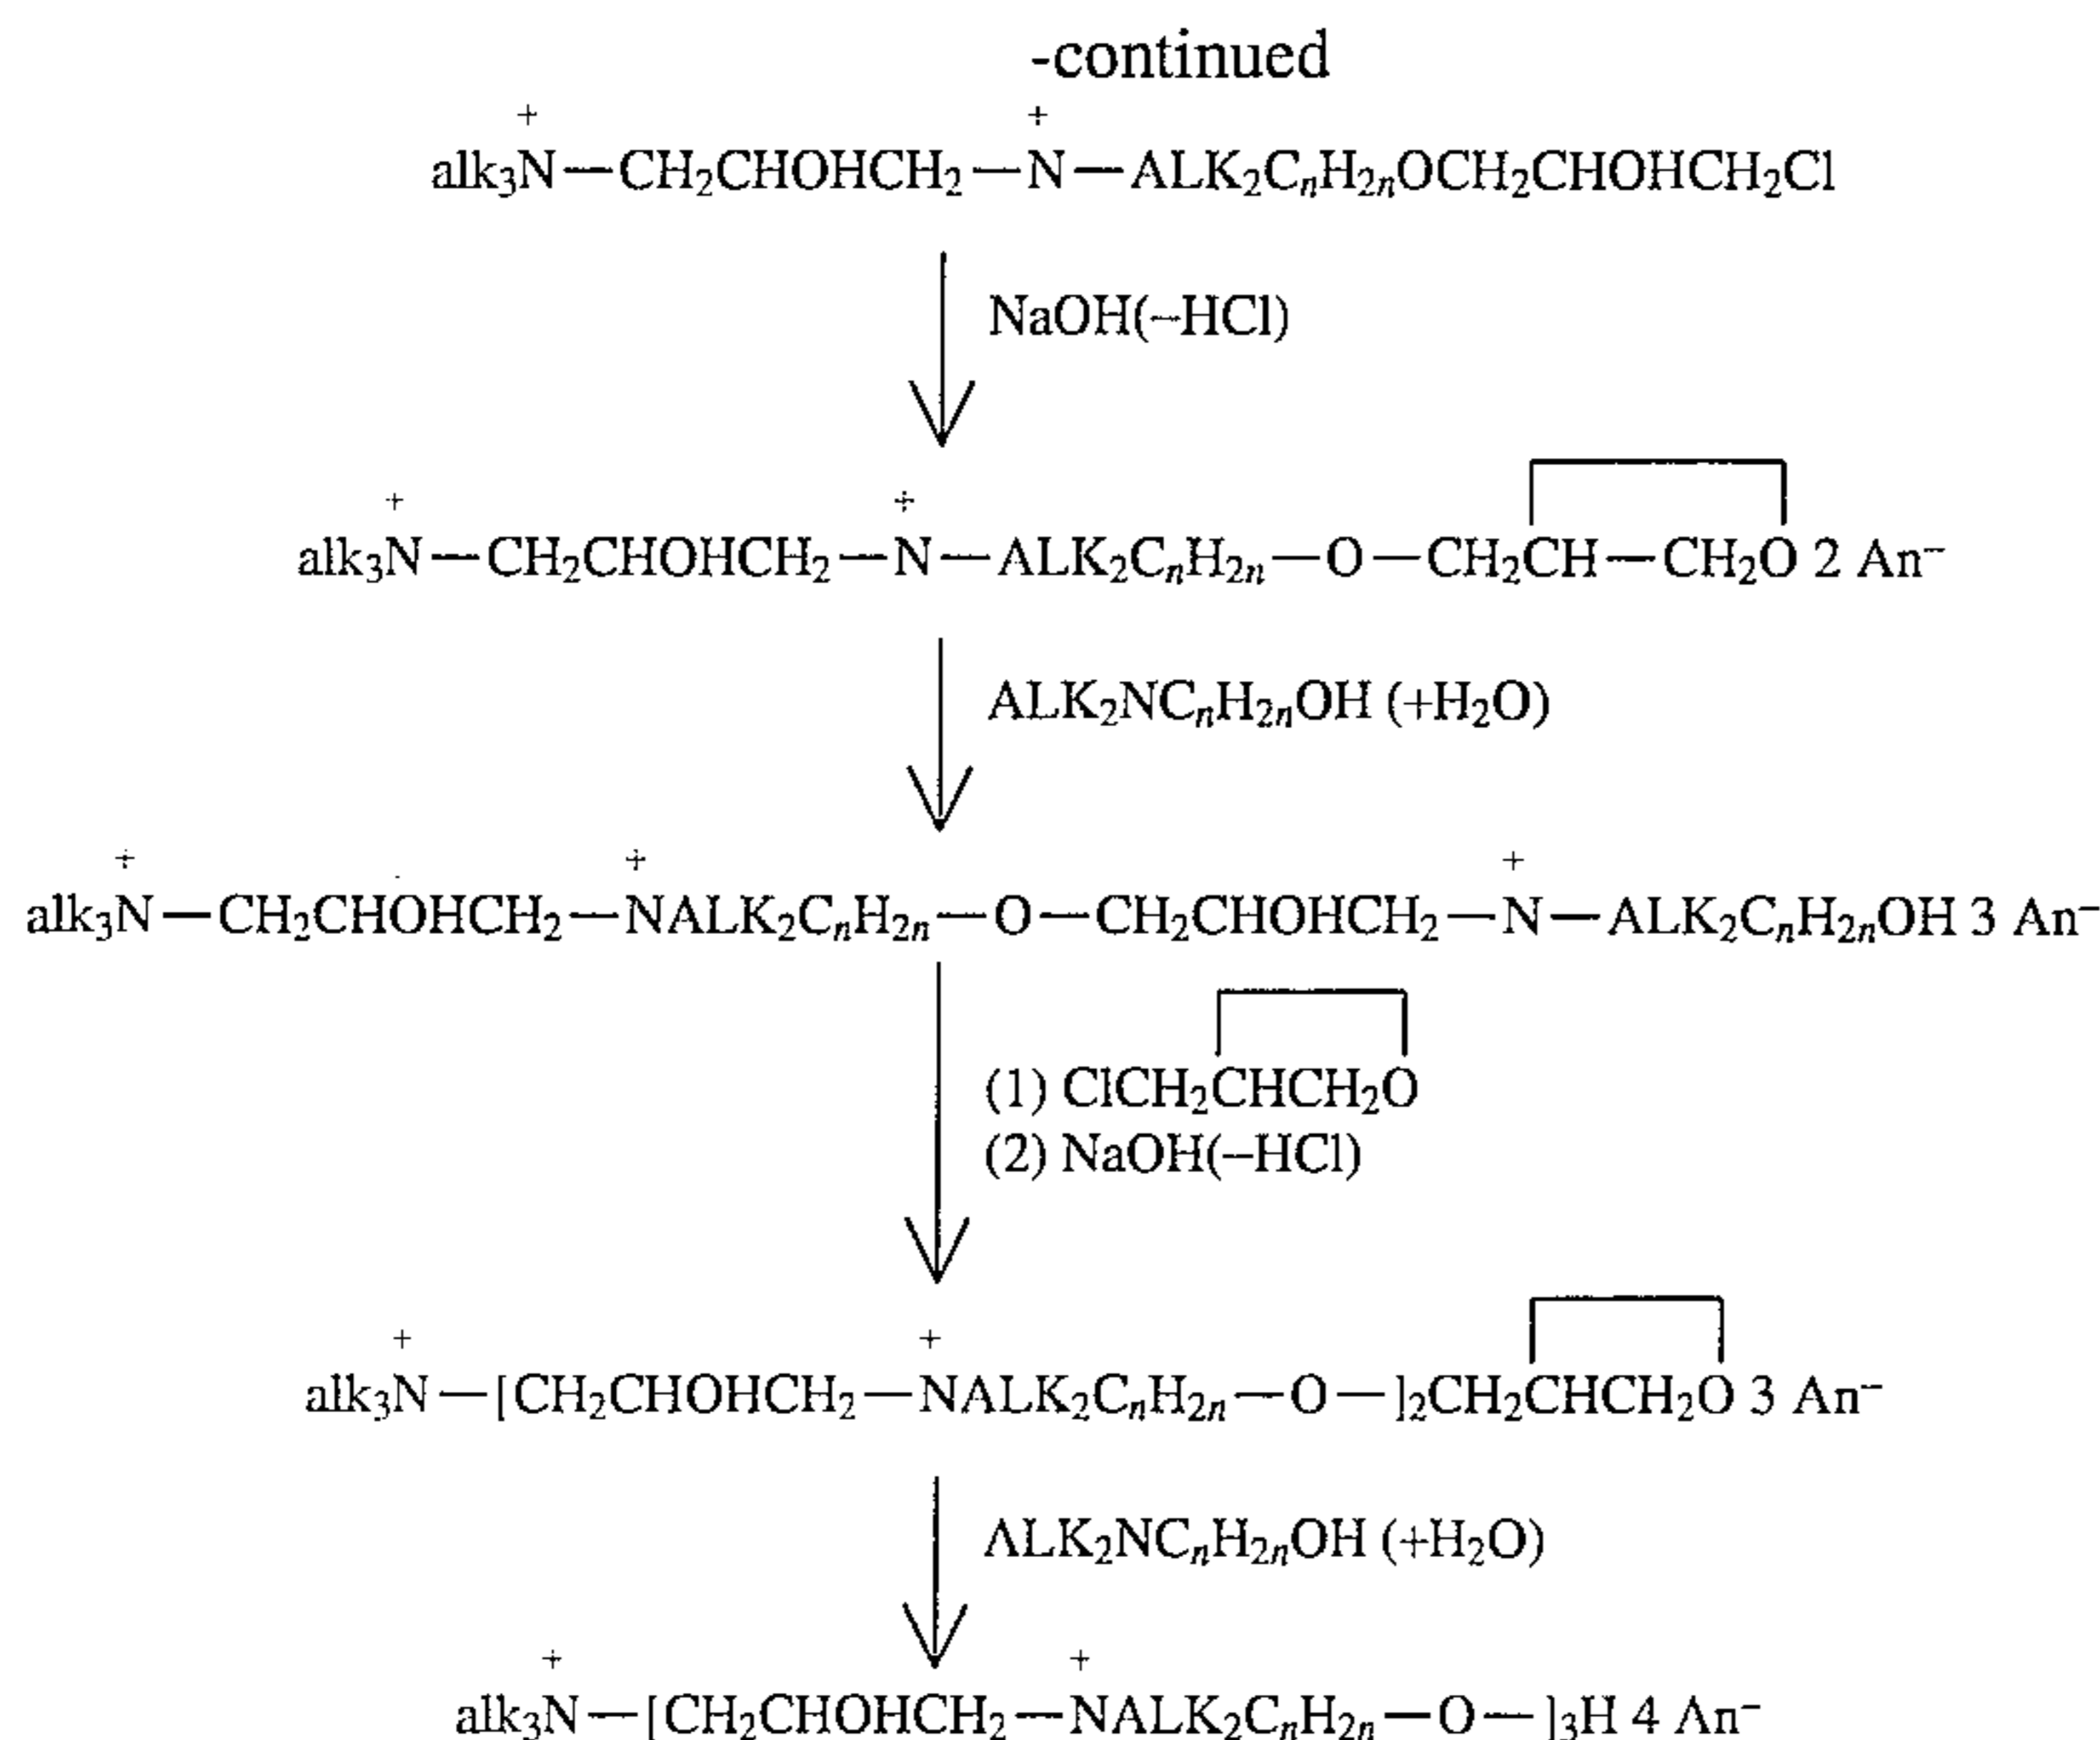 -continued
+ +
alk₃N—CH₂CHOHCH₂—N—ALK₂CₙH₂ₙOCH₂CHOHCH₂Cl
NaOH(–HCl)
+ +
alk₃N—CH₂CHOHCH₂—N—ALK₂CₙH₂ₙ—O—CH₂CH—CH₂O 2 An⁻
ALK₂NCₙH₂ₙOH (+H₂O)
+ + +
alk₃N—CH₂CHOHCH₂—NALK₂CₙH₂ₙ—O—CH₂CHOHCH₂—N—ALK₂CₙH₂ₙOH 3 An⁻
(1) ClCH₂CHCH₂O
(2) NaOH(–HCl)
+ +
alk₃N—[CH₂CHOHCH₂—NALK₂CₙH₂ₙ—O—]₂CH₂CHCH₂O 3 An⁻
ALK₂NCₙH₂ₙOH (+H₂O)
+ +
alk₃N—[CH₂CHOHCH₂—NALK₂CₙH₂ₙ—O—]₃H 4 An⁻